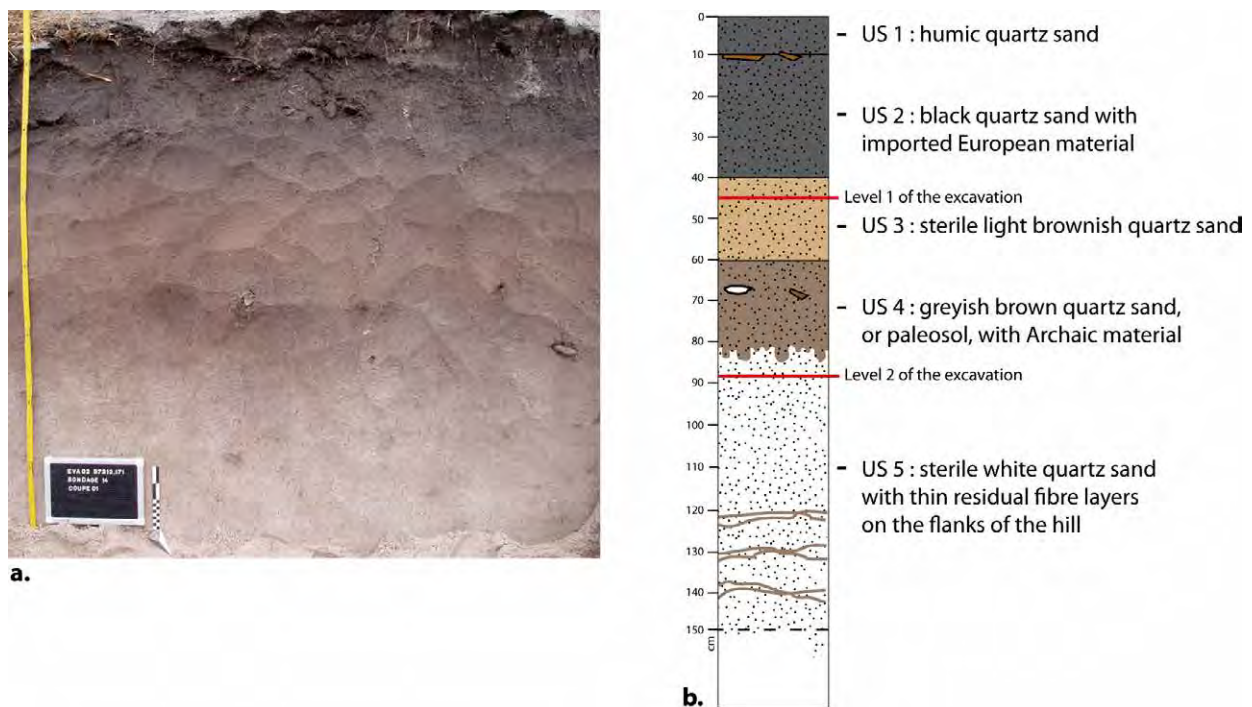 EVA02 97312.171
SONDAGE 14
COUPE 01
a.
0
10
20
30
40
50
60
70
80
90
100
110
120
130
140
150
cm
US 1 : humic quartz sand
US 2 : black quartz sand with
imported European material
Level 1 of the excavation
US 3 : sterile light brownish quartz sand
US 4 : greyish brown quartz sand,
or paleosol, with Archaic material
Level 2 of the excavation
US 5 : sterile white quartz sand
with thin residual fibre layers
on the flanks of the hill
b.